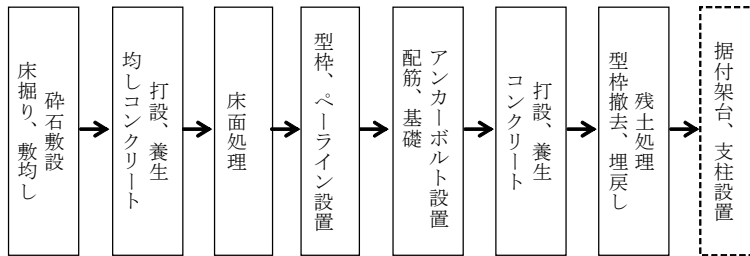 床掘り、敷均し
砕石敷設
均しコンクリート
打設、養生
床面処理
型枠、ペーライン設置
配筋、基礎
アンカーボルト設置
コンクリート
打設、養生
型枠撤去、埋戻し
残土処理
据付架台、支柱設置